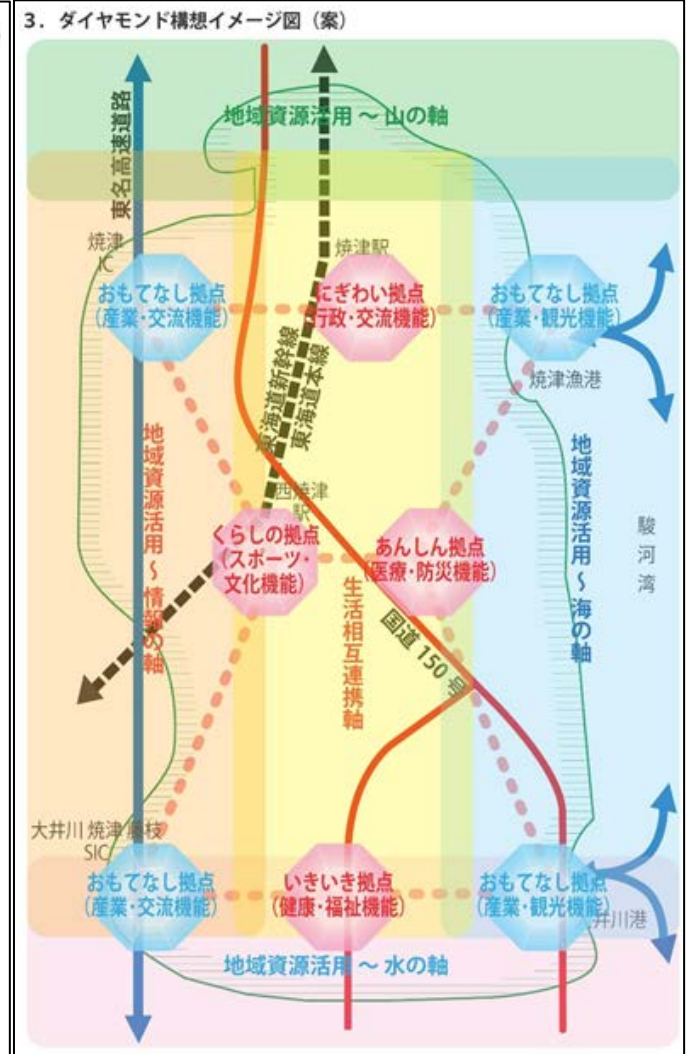 3．ダイヤモンド構想イメージ図（案）
東名高速道路
地域資源活用～山の軸
焼津
IC
焼津駅
おもてなし拠点
（産業・交流機能）
にぎわい拠点
（行政・交流機能）
おもてなし拠点
（産業・観光機能）
東海道新幹線
東海道本線
焼津漁港
地域資源活用～情報の軸
西焼津
駅
地域資源活用～海の軸
駿河湾
くらしの拠点
（スポーツ・
文化機能）
あんしん拠点
（医療・防災機能）
生活相互連携軸
国道150号
大井川焼津藤枝
SIC
おもてなし拠点
（産業・交流機能）
いきいき拠点
（健康・福祉機能）
おもてなし拠点
（産業・観光機能）
井川港
地域資源活用～水の軸